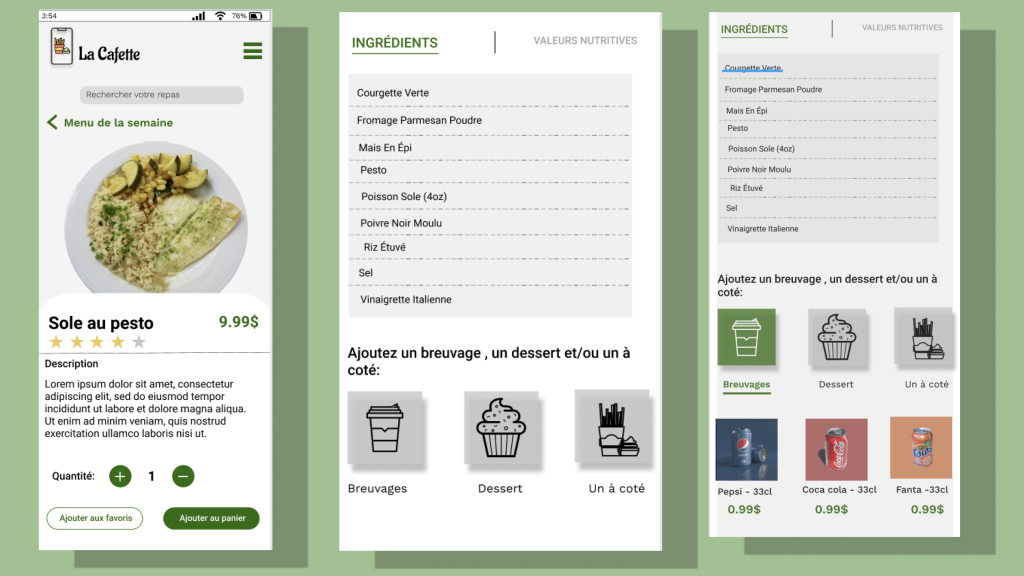 3:54
76%
La Cafette
Rechercher votre repas
Menu de la semaine
Sole au pesto
9.99$
Description
Lorem ipsum dolor sit amet, consectetur
adipiscing elit, sed do eiusmod tempor
incididunt ut labore et dolore magna aliqua.
Ut enim ad minim veniam, quis nostrud
exercitation ullamco laboris nisi ut.
Quantité:
1
Ajouter aux favoris
Ajouter au panier
INGRÉDIENTS
VALEURS NUTRITIVES
Courgette Verte
Fromage Parmesan Poudre
Mais En Épi
Pesto
Poisson Sole (4oz)
Poivre Noir Moulu
Riz Étuvé
Sel
Vinaigrette Italienne
Ajoutez un breuvage , un dessert et/ou un à
coté:
Breuvages
Dessert
Un à coté
INGRÉDIENTS
VALEURS NUTRITIVES
Courgette Verte
Fromage Parmesan Poudre
Mais En Épi
Pesto
Poisson Sole (4oz)
Poivre Noir Moulu
Riz Étuvé
Sel
Vinaigrette Italienne
Ajoutez un breuvage , un dessert et/ou un à
coté:
Breuvages
Dessert
Un à coté
pepsi
Coca-Cola
Fanta
Pepsi - 33cl
Coca cola - 33cl
Fanta -33cl
0.99$
0.99$
0.99$